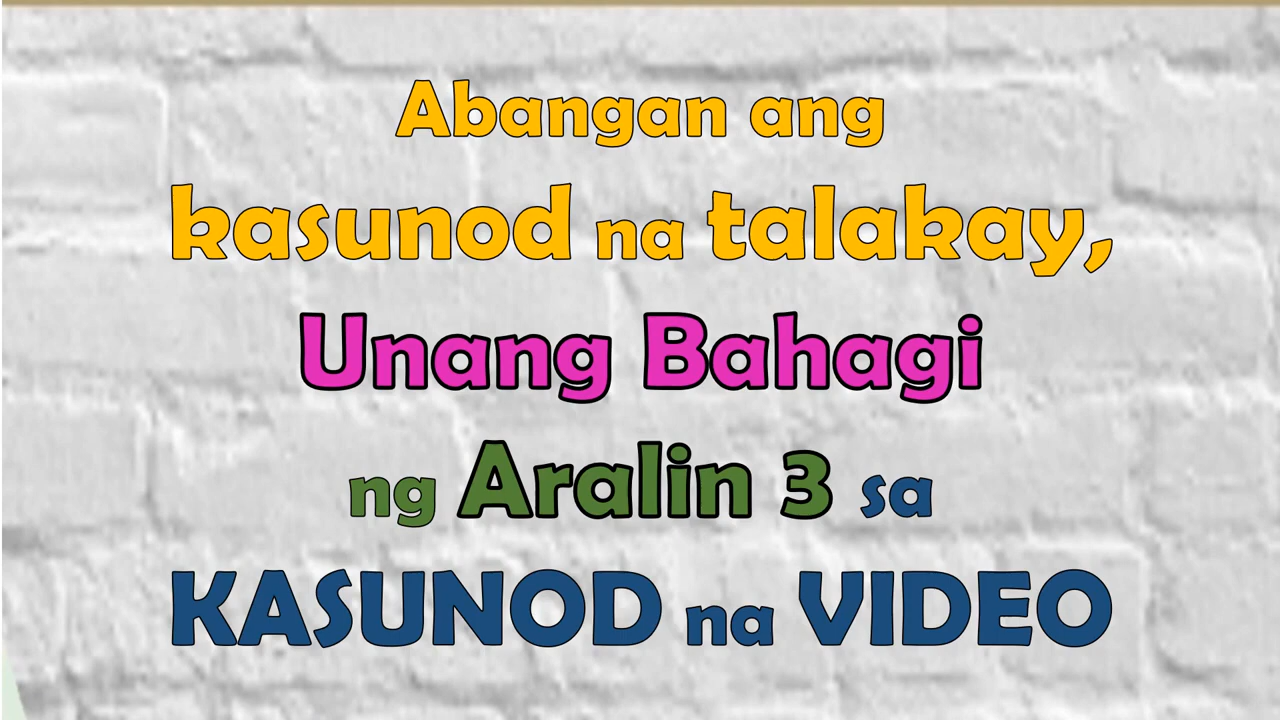 Abangan ang
kasunod na talakay,
Unang Bahagi
ng Aralin 3 sa
KASUNOD na VIDEO